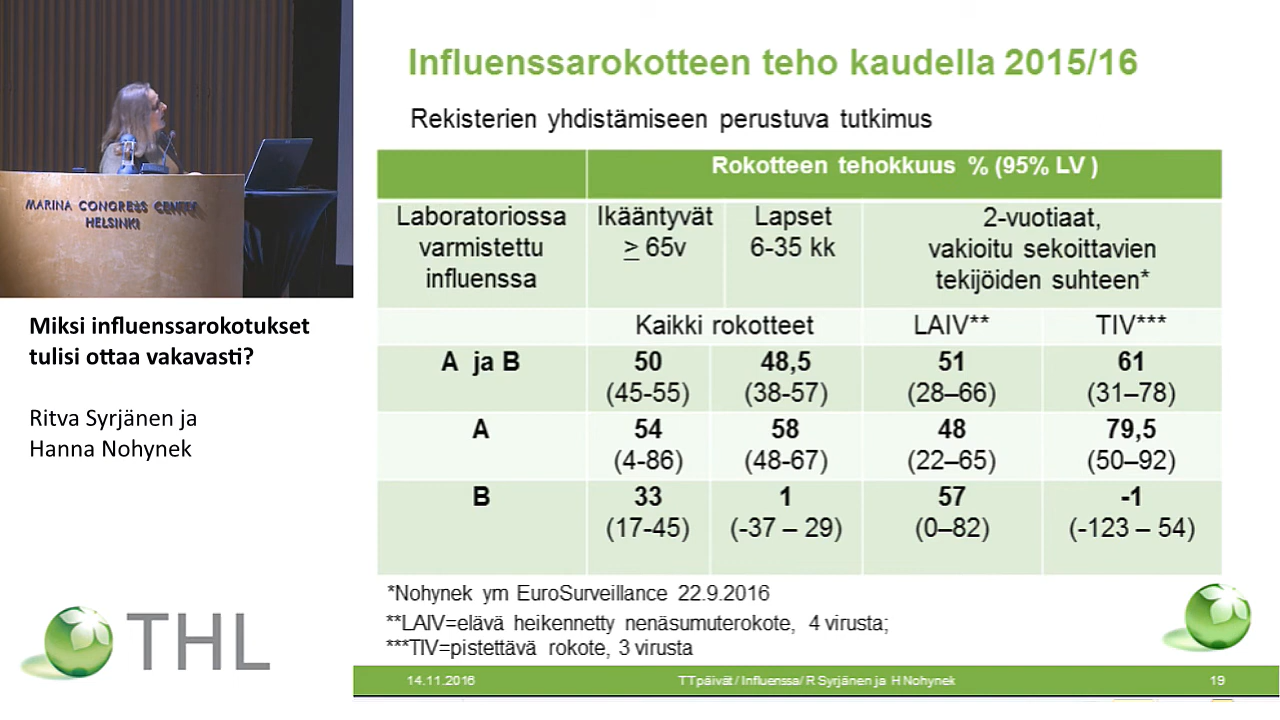 MARINA CONGRESS CENTER
HELSINKI
Miksi influenssarokotukset
tulisi ottaa vakavasti?
Ritva Syrjänen ja
Hanna Nohynek
THL
Influenssarokotteen teho kaudella 2015/16
Rekisterien yhdistämiseen perustuva tutkimus
Rokotteen tehokkuus % (95% LV )
Laboratoriossa varmistettu influenssa Ikääntyvät ≥ 65v Lapset 6-35 kk 2-vuotiaat, vakioitu sekoittavien tekijöiden suhteen*
Kaikki rokotteet LAIV** TIV***
A ja B 50 48,5 51 61
(45-55) (38-57) (28–66) (31–78)
A 54 58 48 79,5
(4-86) (48-67) (22–65) (50–92)
B 33 1 57 -1
(17-45) (-37 – 29) (0–82) (-123 – 54)
*Nohynek ym EuroSurveillance 22.9.2016
**LAIV=elävä heikennetty nenäsumuterokote, 4 virusta;
***TIV=pistettävä rokote, 3 virusta
14.11.2016 TTpäivät / Influenssa/ R Syrjänen ja H Nohynek 19